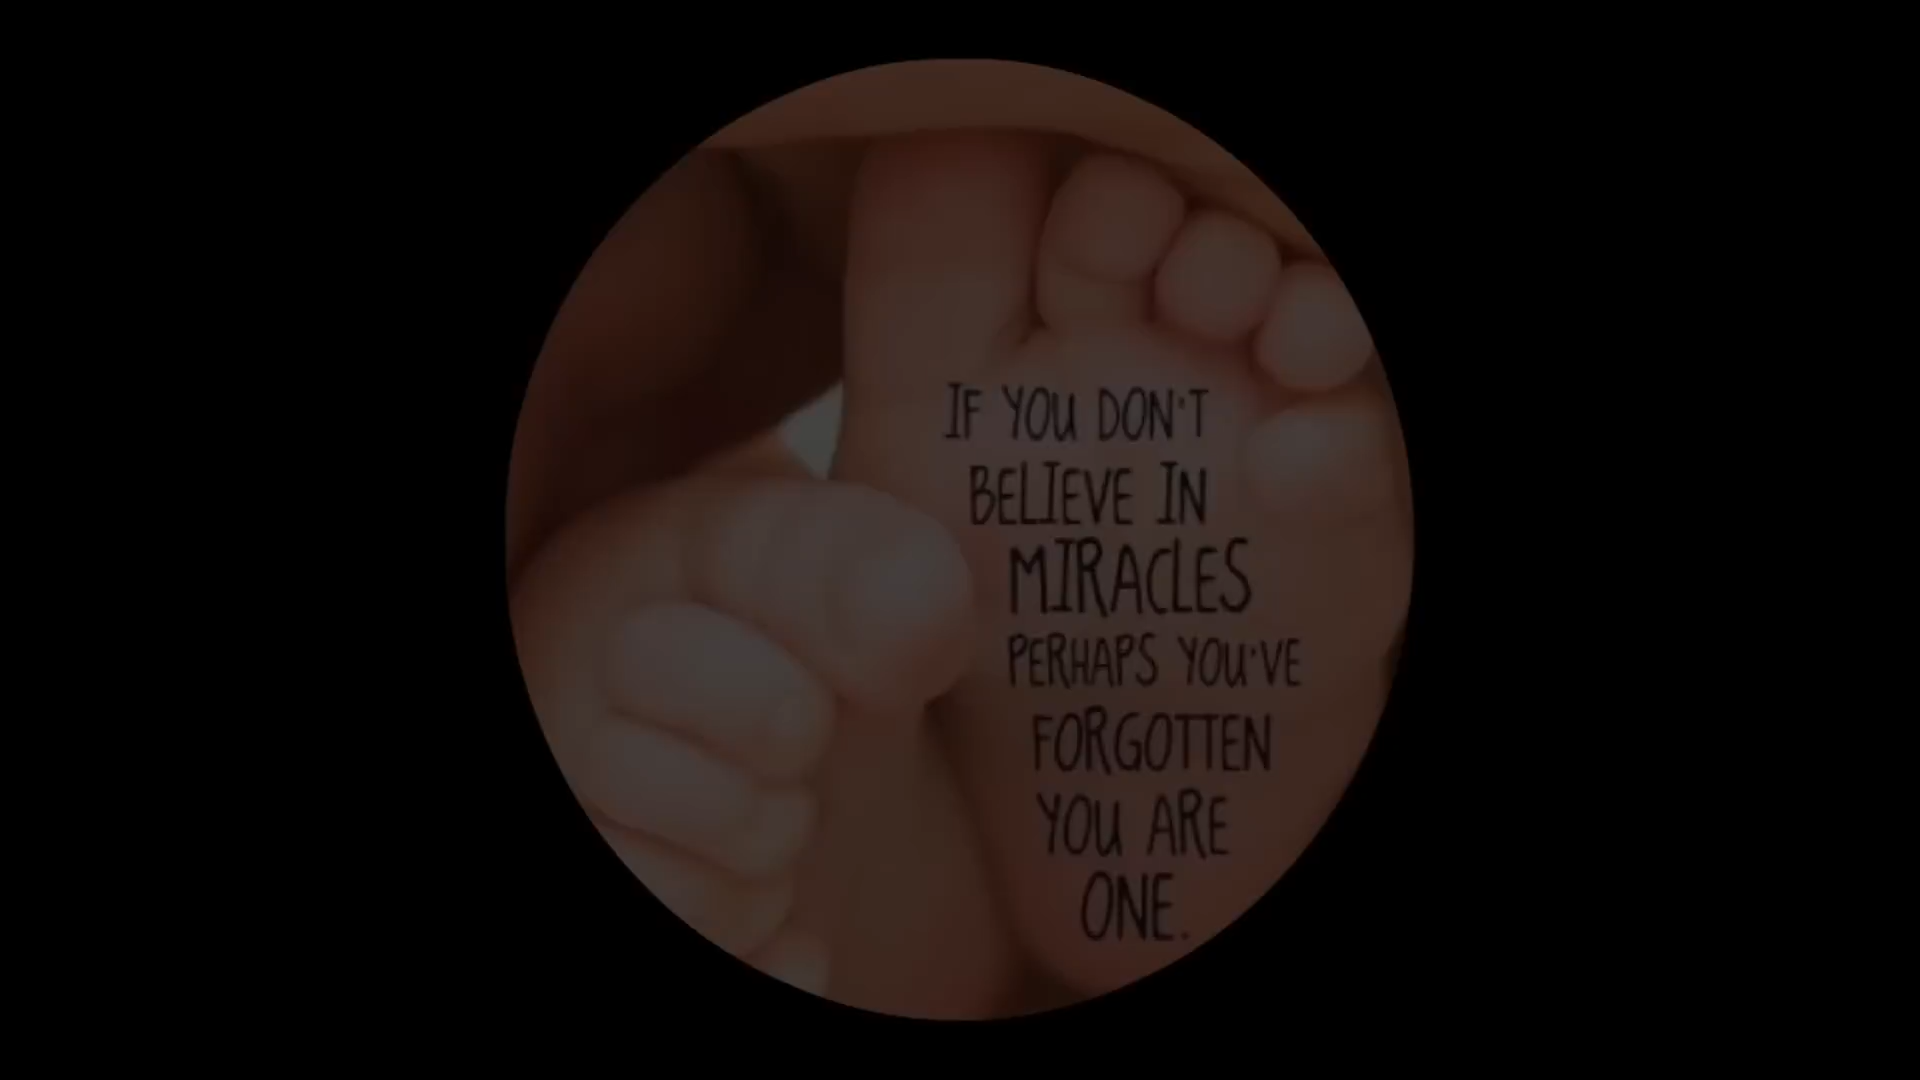 IF YOU DON'T
BELIEVE IN
MIRACLES
PERHAPS YOU'VE
FORGOTTEN
YOU ARE
ONE.